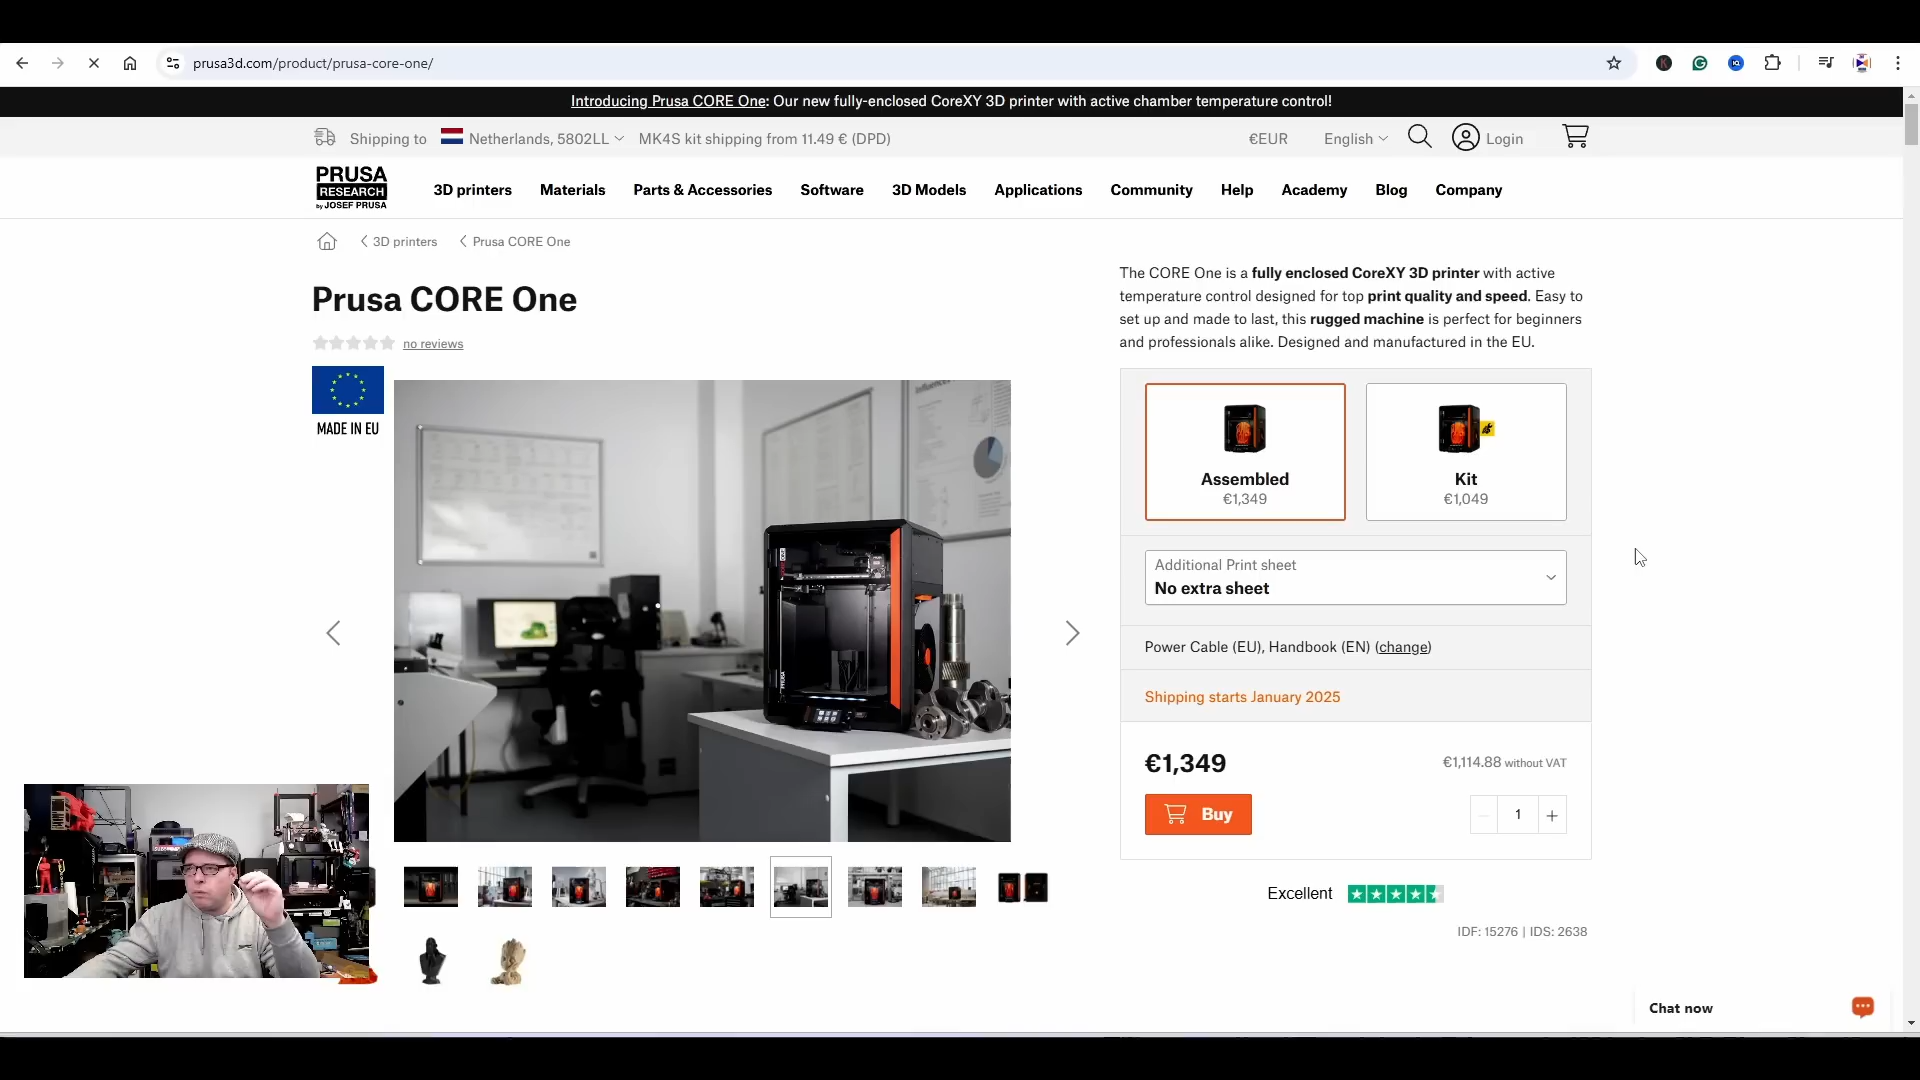 prusa3d.com/product/prusa-core-one/
Introducing Prusa CORE One: Our new fully-enclosed CoreXY 3D printer with active chamber temperature control!
Shipping to Netherlands, 5802LL MK4S kit shipping from 11.49 € (DPD) €EUR English Login
PRUSA
RESEARCH
by JOSEF PRUSA
3D printers Materials Parts & Accessories Software 3D Models Applications Community Help Academy Blog Company
3D printers Prusa CORE One
Prusa CORE One
no reviews
MADE IN EU
The CORE One is a fully enclosed CoreXY 3D printer with active
temperature control designed for top print quality and speed. Easy to
set up and made to last, this rugged machine is perfect for beginners
and professionals alike. Designed and manufactured in the EU.
Assembled
€1,349
Kit
€1,049
Additional Print sheet
No extra sheet
Power Cable (EU), Handbook (EN) (change)
Shipping starts January 2025
€1,349
€1,114.88 without VAT
Buy
1
Excellent
IDF: 15276 | IDS: 2638
Chat now